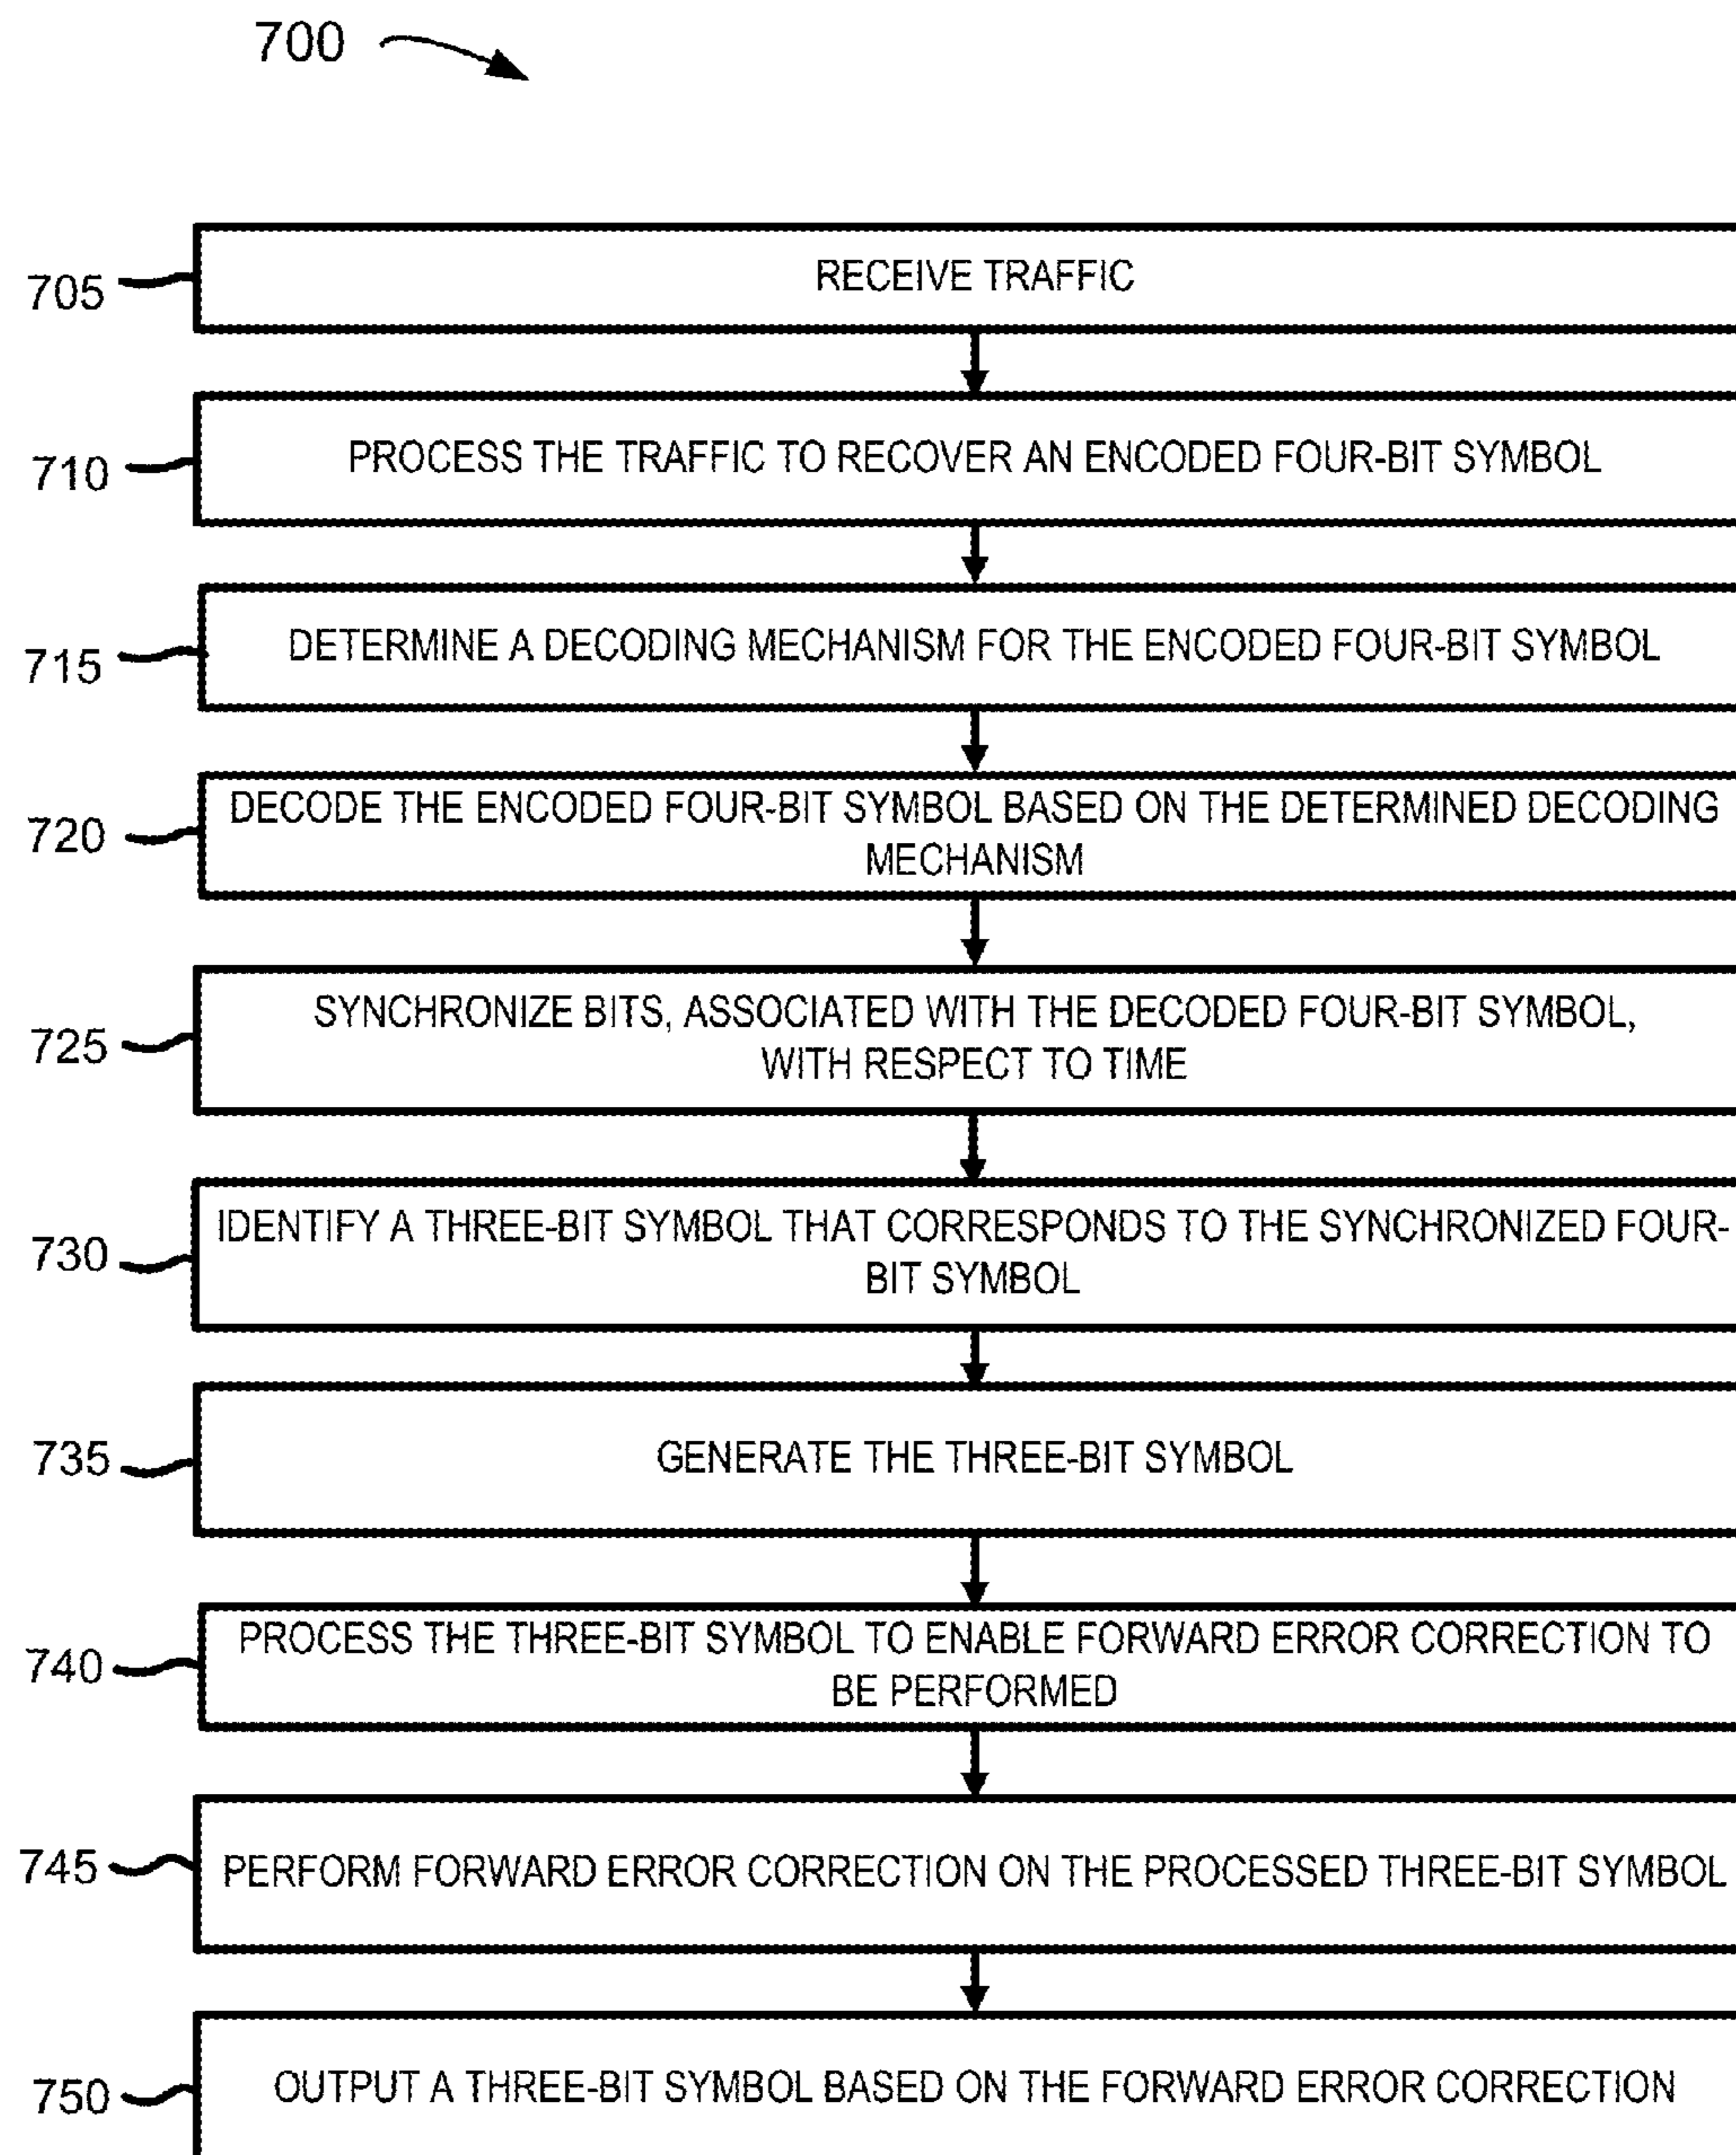 700
705
RECEIVE TRAFFIC
710
PROCESS THE TRAFFIC TO RECOVER AN ENCODED FOUR-BIT SYMBOL
715
DETERMINE A DECODING MECHANISM FOR THE ENCODED FOUR-BIT SYMBOL
720
DECODE THE ENCODED FOUR-BIT SYMBOL BASED ON THE DETERMINED DECODING
MECHANISM
725
SYNCHRONIZE BITS, ASSOCIATED WITH THE DECODED FOUR-BIT SYMBOL,
WITH RESPECT TO TIME
730
IDENTIFY A THREE-BIT SYMBOL THAT CORRESPONDS TO THE SYNCHRONIZED FOUR-
BIT SYMBOL
735
GENERATE THE THREE-BIT SYMBOL
740
PROCESS THE THREE-BIT SYMBOL TO ENABLE FORWARD ERROR CORRECTION TO
BE PERFORMED
745
PERFORM FORWARD ERROR CORRECTION ON THE PROCESSED THREE-BIT SYMBOL
750
OUTPUT A THREE-BIT SYMBOL BASED ON THE FORWARD ERROR CORRECTION